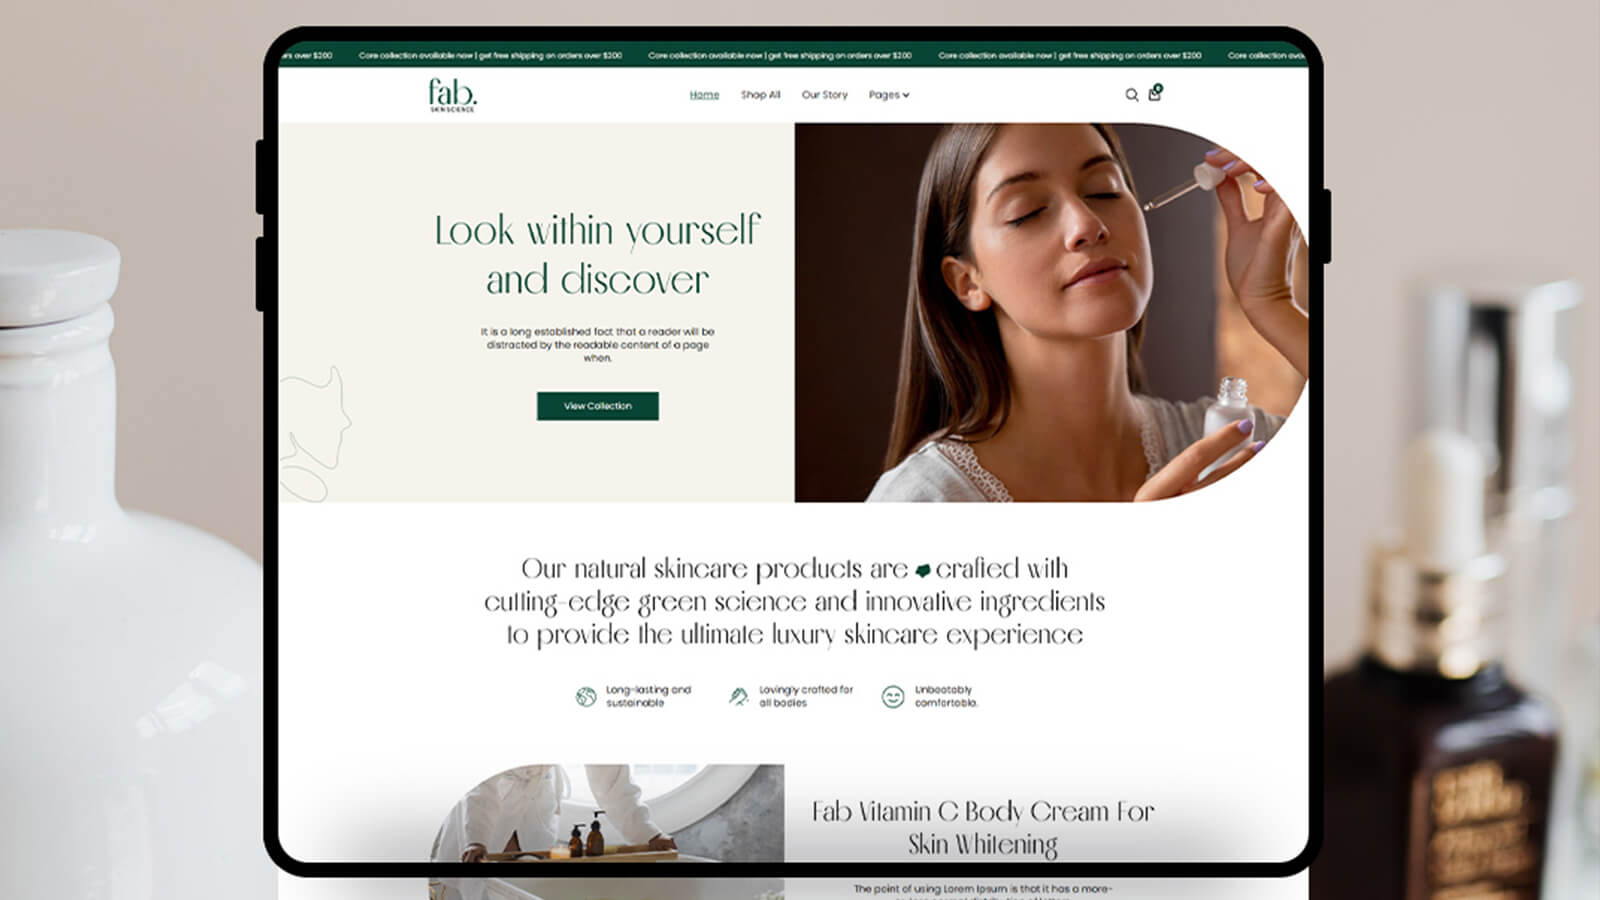 rs over $200 Core collection available now | get free shipping on orders over $200 Core collection available now | get free shipping on orders over $200 Core collection available now | get free shipping on orders over $200 Core collection ava
fab.
SKIN SCIENCE
Home Shop All Our Story Pages
0
Look within yourself
and discover
It is a long established fact that a reader will be
distracted by the readable content of a page
when.
View Collection
Our natural skincare products are crafted with
cutting-edge green science and innovative ingredients
to provide the ultimate luxury skincare experience
Long-lasting and
sustainable
Lovingly crafted for
all bodies
Unbeatably
comfortable.
Fab Vitamin C Body Cream For
Skin Whitening
The point of using Lorem Ipsum is that it has a more-